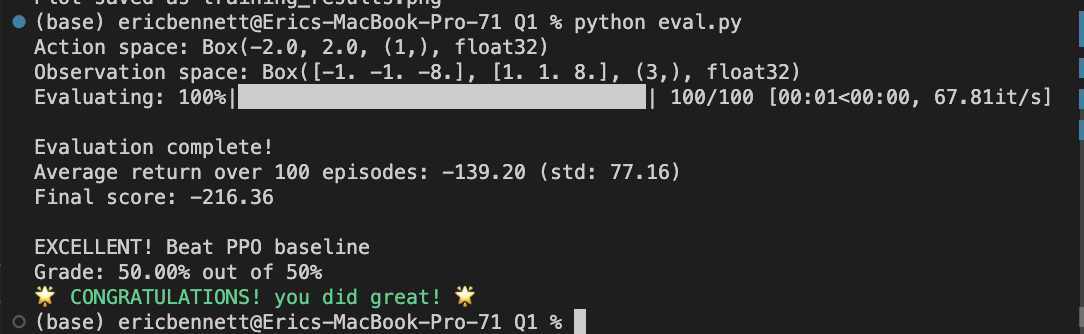 Plot saved as training_results.png
(base) ericbennett@Erics-MacBook-Pro-71 Q1 % python eval.py
Action space: Box(-2.0, 2.0, (1,), float32)
Observation space: Box([-1. -1. -8.], [1. 1. 8.], (3,), float32)
Evaluating: 100%|██████████| 100/100 [00:01<00:00, 67.81it/s]
Evaluation complete!
Average return over 100 episodes: -139.20 (std: 77.16)
Final score: -216.36
EXCELLENT! Beat PPO baseline
Grade: 50.00% out of 50%
🌟 CONGRATULATIONS! you did great! 🌟
(base) ericbennett@Erics-MacBook-Pro-71 Q1 %